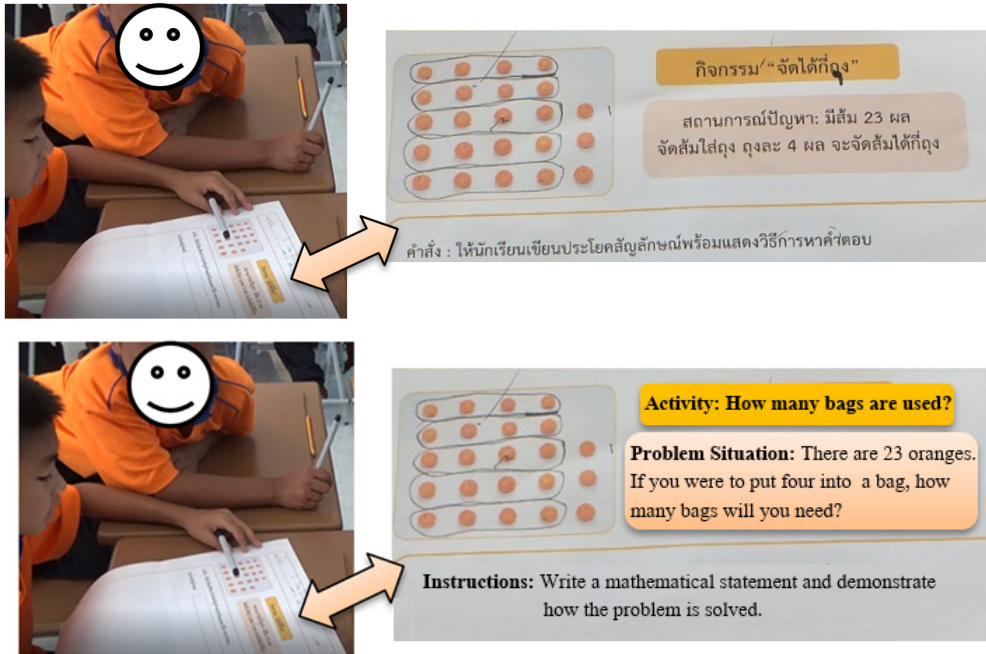 กิจกรรม "จัดได้กี่ถุง"
สถานการณ์ปัญหา: มีส้ม 23 ผล
จัดส้มใส่ถุง ถุงละ 4 ผล จะจัดส้มได้กี่ถุง
คำสั่ง : ให้นักเรียนเขียนประโยคสัญลักษณ์พร้อมแสดงวิธีการหาคำตอบ
Activity: How many bags are used?
Problem Situation: There are 23 oranges.
If you were to put four into a bag, how
many bags will you need?
Instructions: Write a mathematical statement and demonstrate
how the problem is solved.